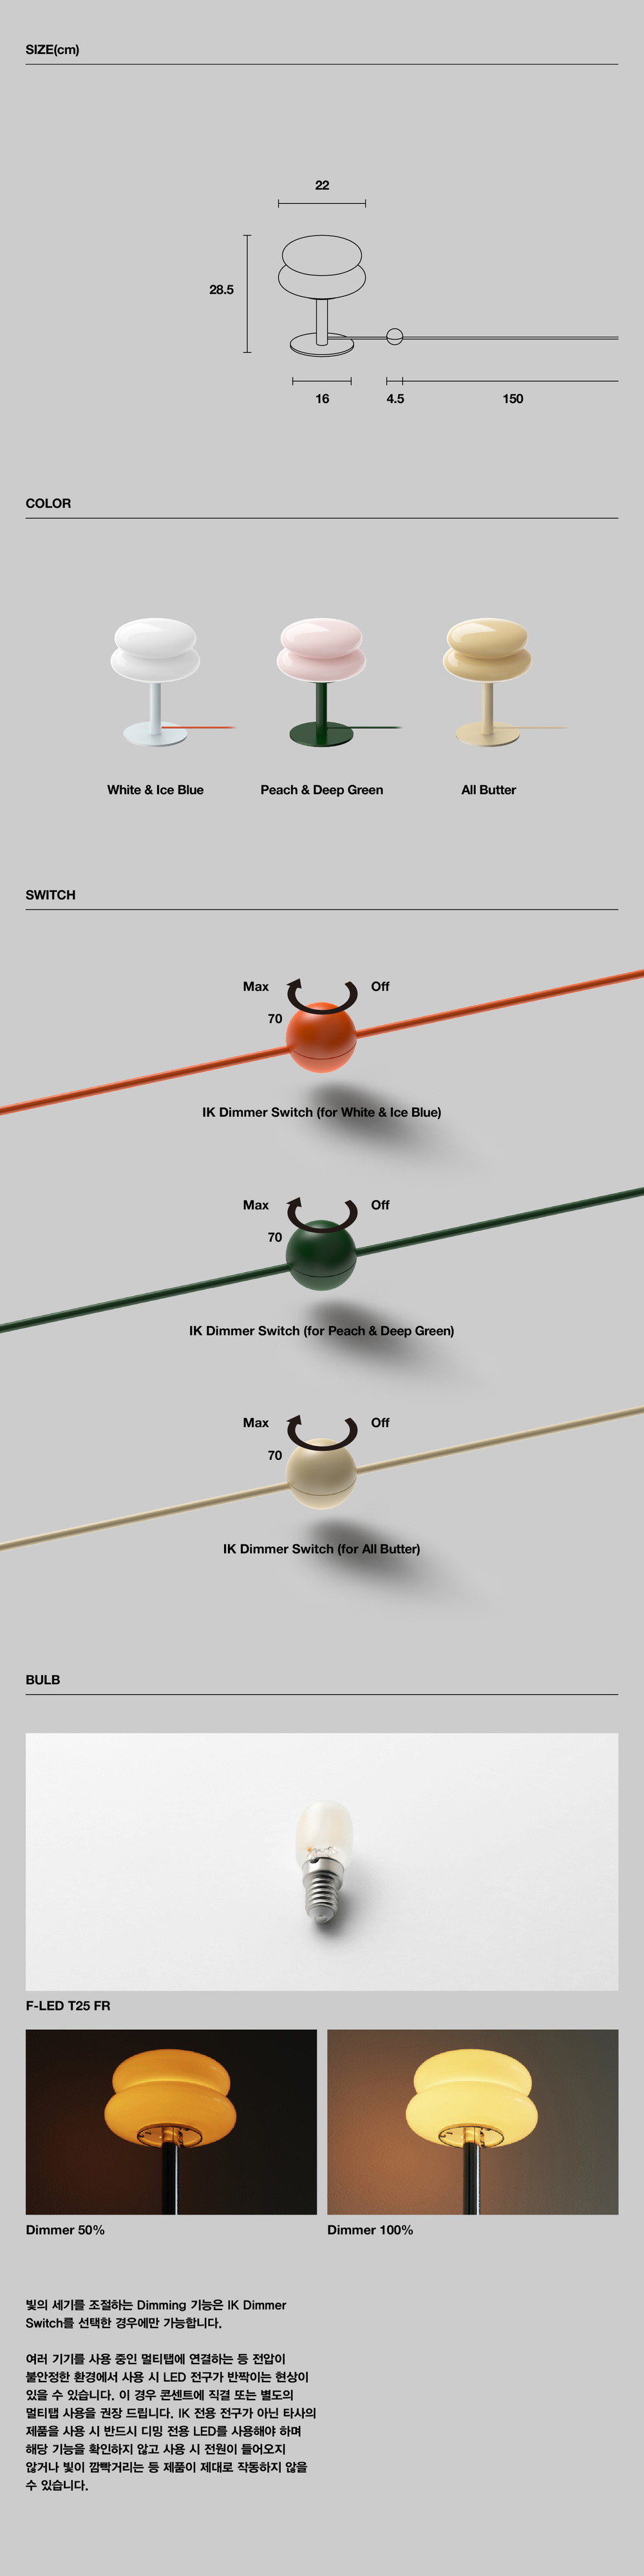 SIZE(cm)
22
28.5
16
4.5
150
COLOR
White & Ice Blue
Peach & Deep Green
All Butter
SWITCH
Max
Off
70
IK Dimmer Switch (for White & Ice Blue)
Max
Off
70
IK Dimmer Switch (for Peach & Deep Green)
Max
Off
70
IK Dimmer Switch (for All Butter)
BULB
F-LED T25 FR
Dimmer 50%
Dimmer 100%
빛의 세기를 조절하는 Dimming 기능은 IK Dimmer
Switch를 선택한 경우에만 가능합니다.
여러 기기를 사용 중인 멀티탭에 연결하는 등 전압이
불안정한 환경에서 사용 시 LED 전구가 반짝이는 현상이
있을 수 있습니다. 이 경우 콘센트에 직결 또는 별도의
멀티탭 사용을 권장 드립니다. IK 전용 전구가 아닌 타사의
제품을 사용 시 반드시 디밍 전용 LED를 사용해야 하며
해당 기능을 확인하지 않고 사용 시 전원이 들어오지
않거나 빛이 깜빡거리는 등 제품이 제대로 작동하지 않을
수 있습니다.